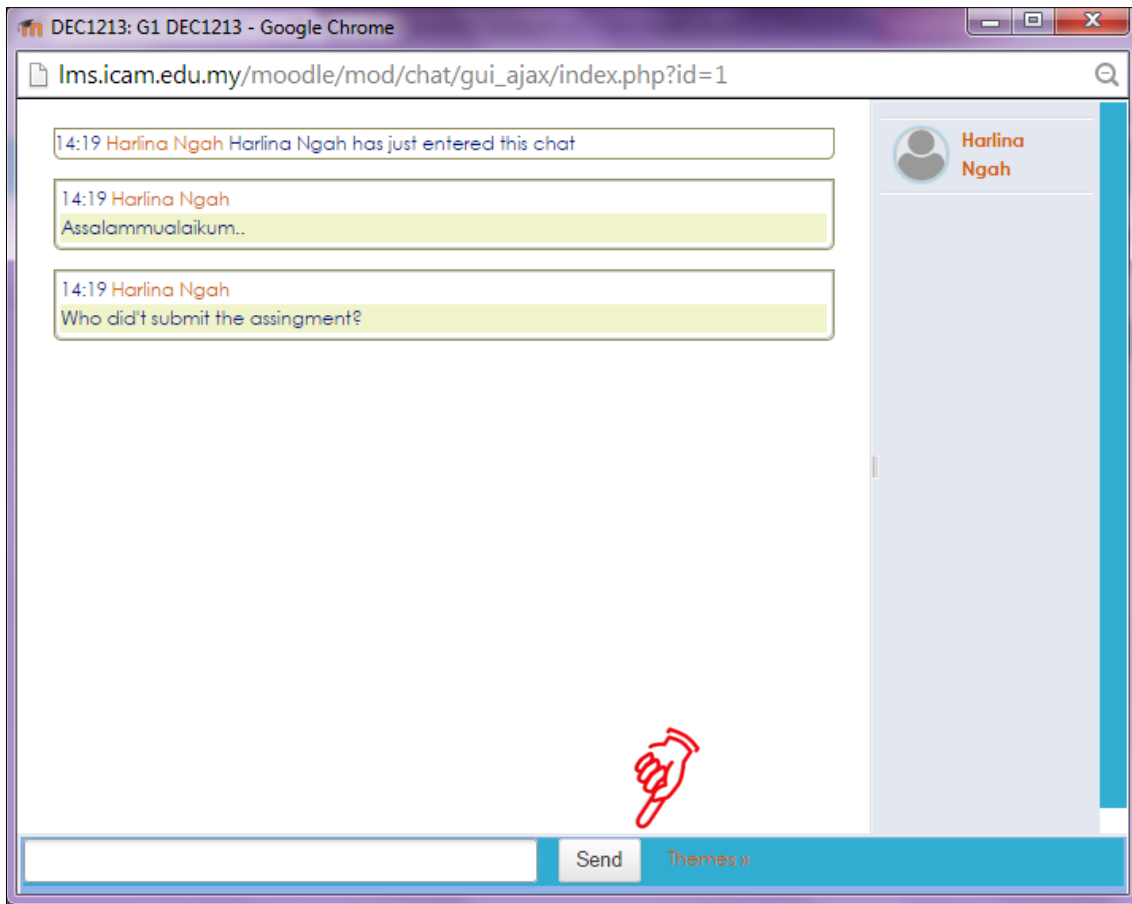 DEC1213: G1 DEC1213 - Google Chrome
lms.icam.edu.my/moodle/mod/chat/gui_ajax/index.php?id=1
14:19 Harlina Ngah Harlina Ngah has just entered this chat
14:19 Harlina Ngah
Assalammualaikum..
14:19 Harlina Ngah
Who did't submit the assingment?
Harlina
Ngah
Send
Themes »